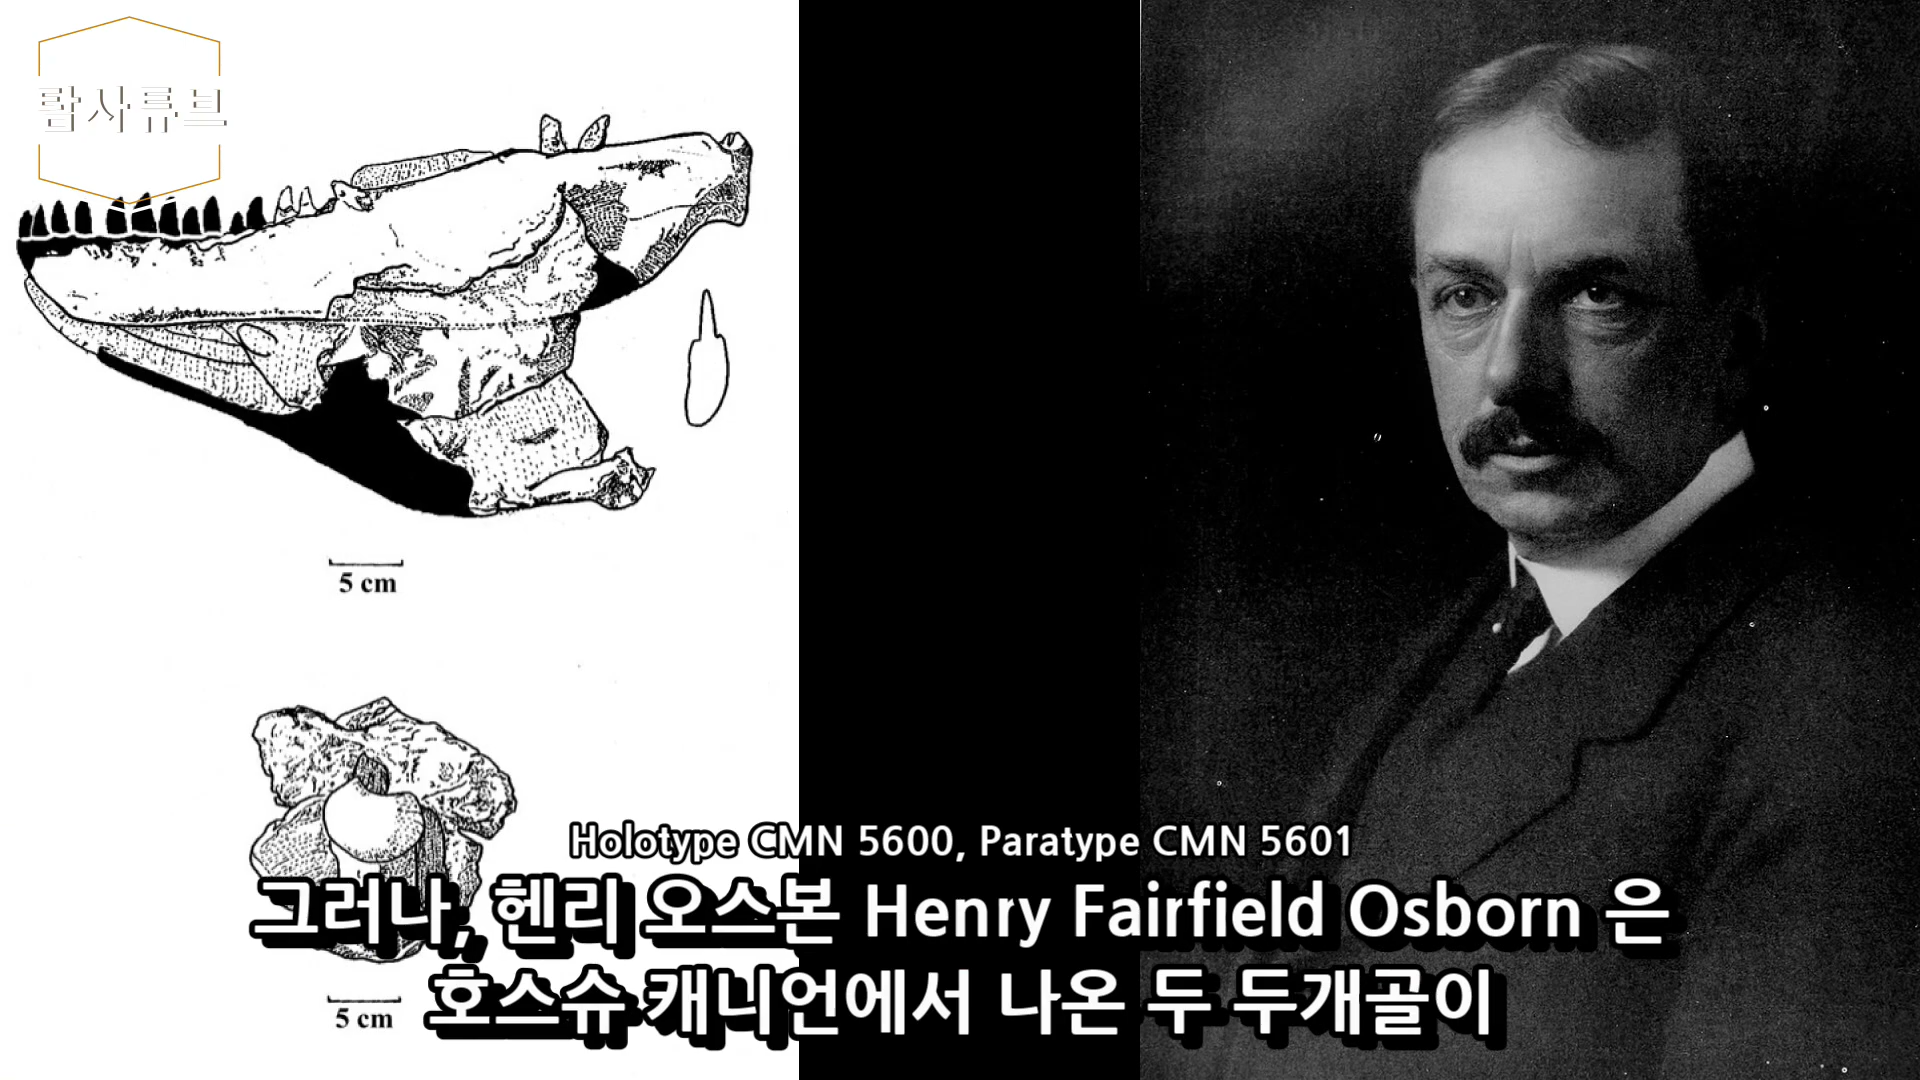 탐사튜브
5 cm
5 cm
Holotype CMN 5600, Paratype CMN 5601
그러나, 헨리 오스본 Henry Fairfield Osborn 은
호스슈 캐니언에서 나온 두 두개골이